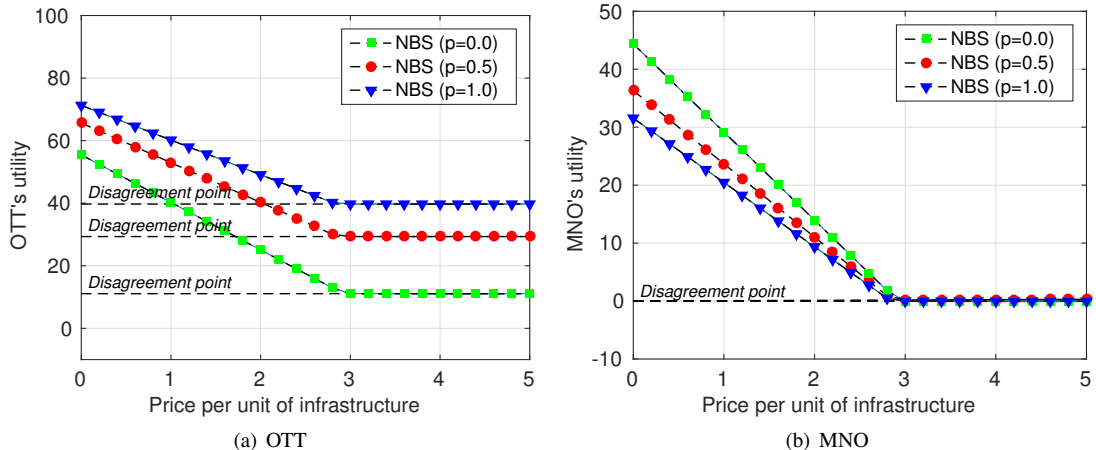 100
80
60
40
20
0
OTT's utility
NBS (p=0.0)
NBS (p=0.5)
NBS (p=1.0)
Disagreement point
Disagreement point
Disagreement point
0 1 2 3 4 5
Price per unit of infrastructure
(a) OTT
50
40
30
20
10
0
-10
MNO's utility
NBS (p=0.0)
NBS (p=0.5)
NBS (p=1.0)
Disagreement point
0 1 2 3 4 5
Price per unit of infrastructure
(b) MNO